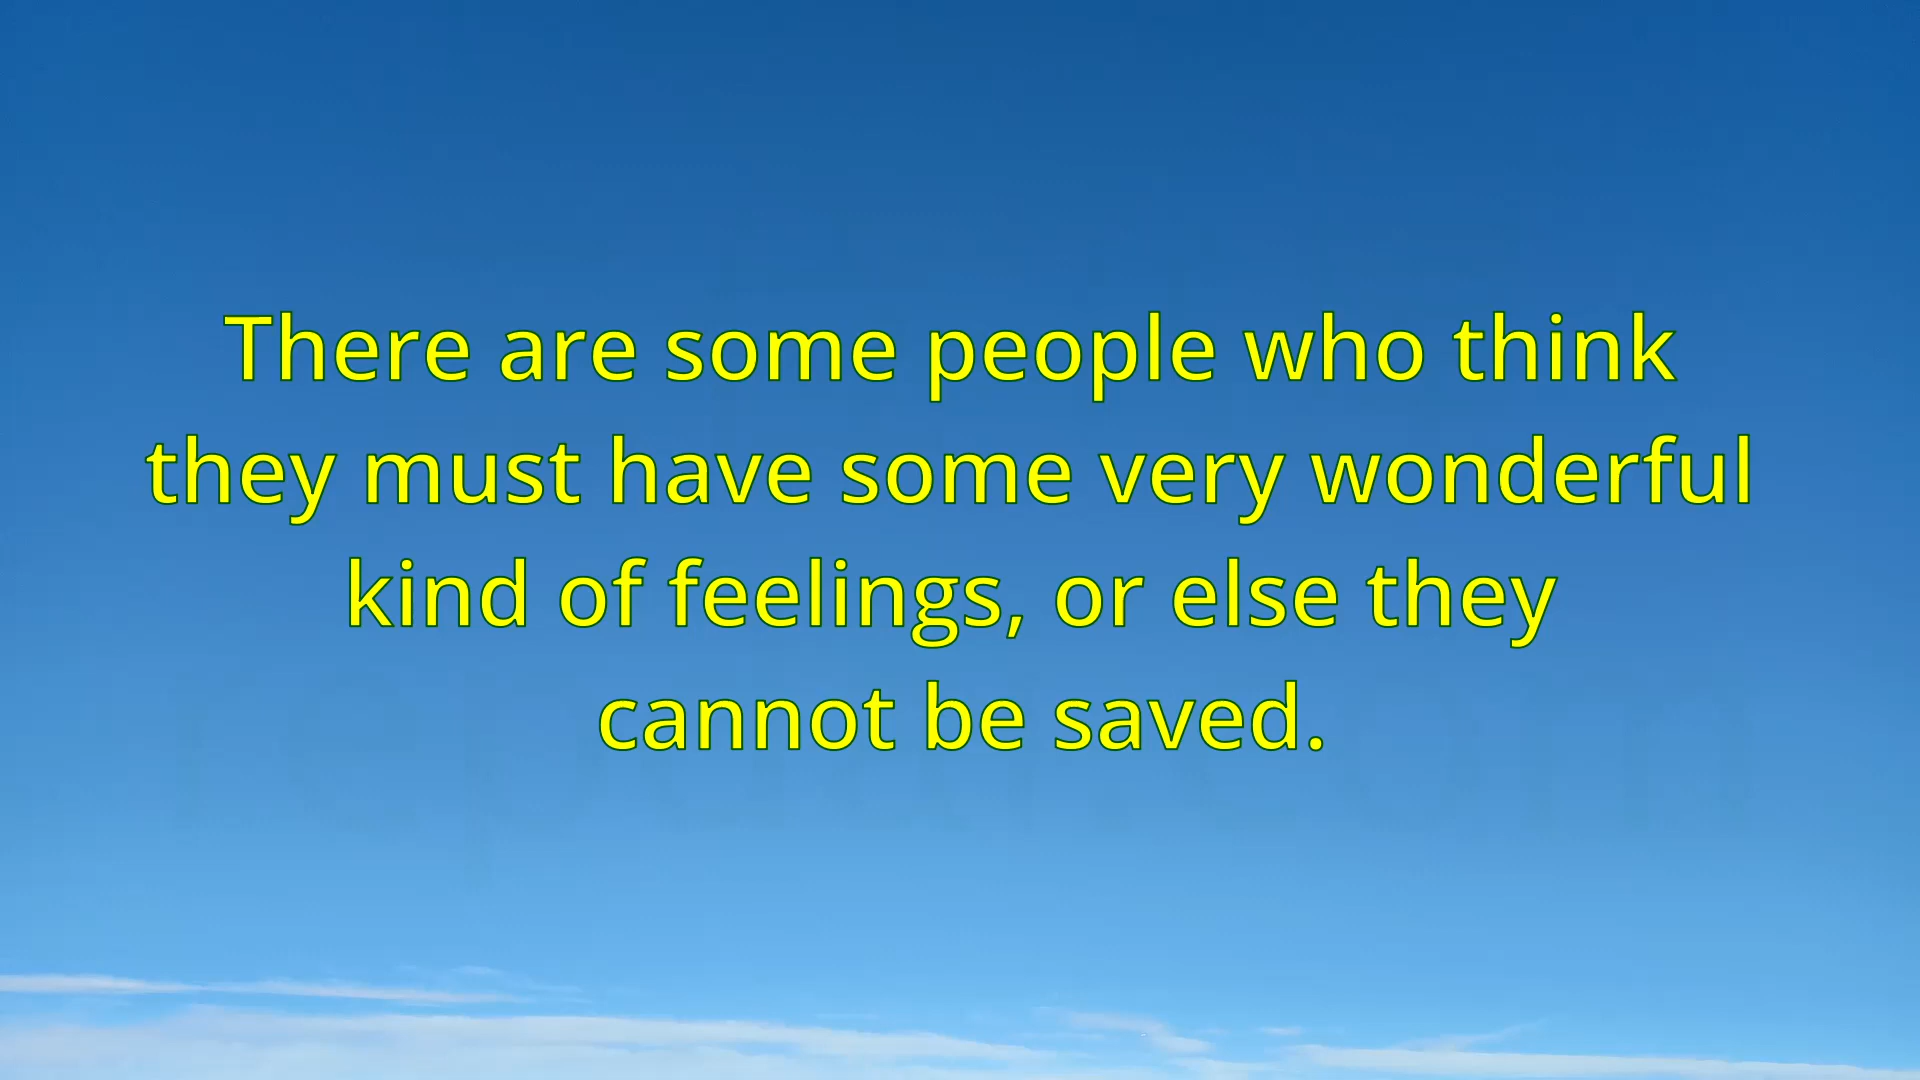 There are some people who think
they must have some very wonderful
kind of feelings, or else they
cannot be saved.